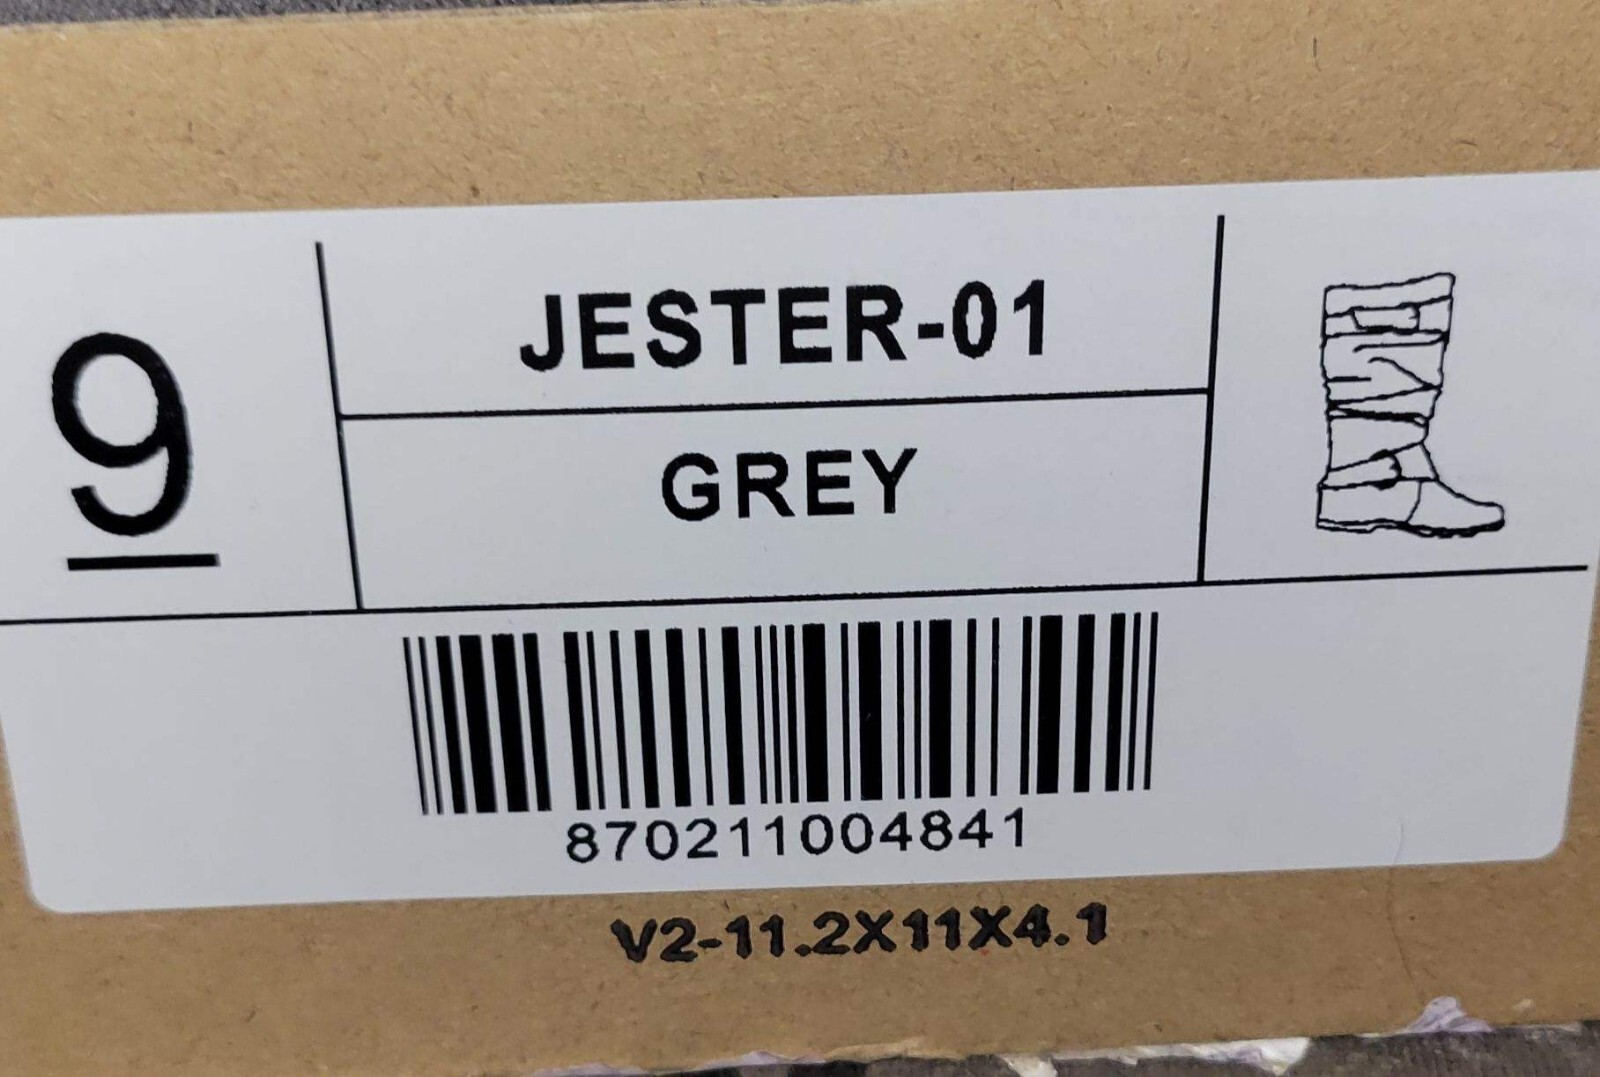 9
JESTER-01
GREY
870211004841
V2-11.2X11X4.1